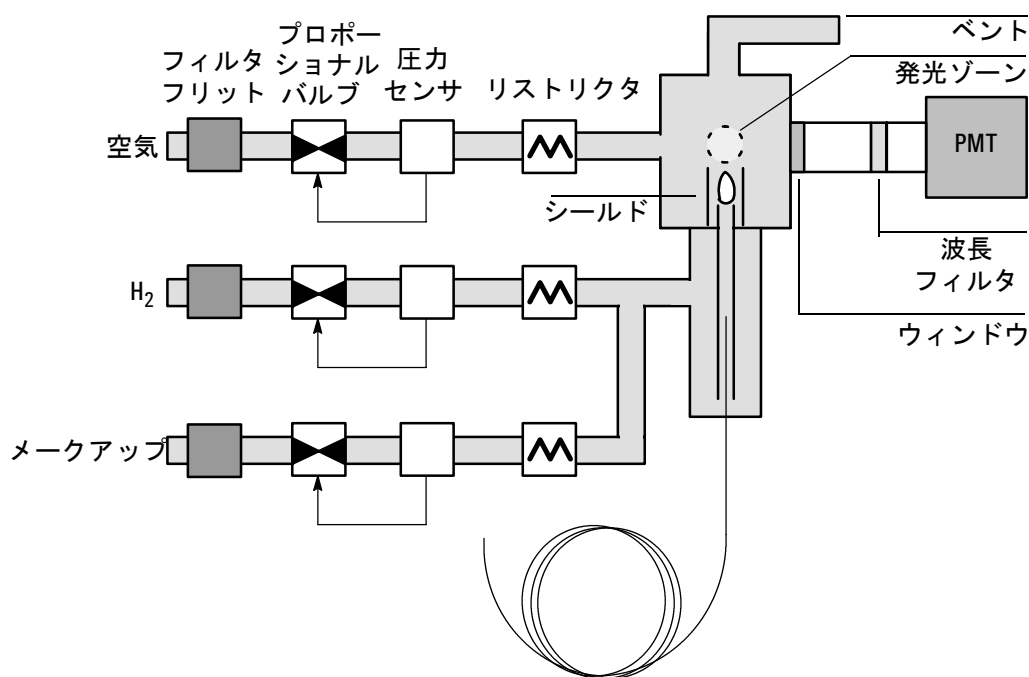 ベント
プロポー
ショナル
バルブ
フィルタ
フリット
圧力
センサ
リストリクタ
発光ゾーン
空気
PMT
シールド
波長
フィルタ
H2
ウィンドウ
メークアップ